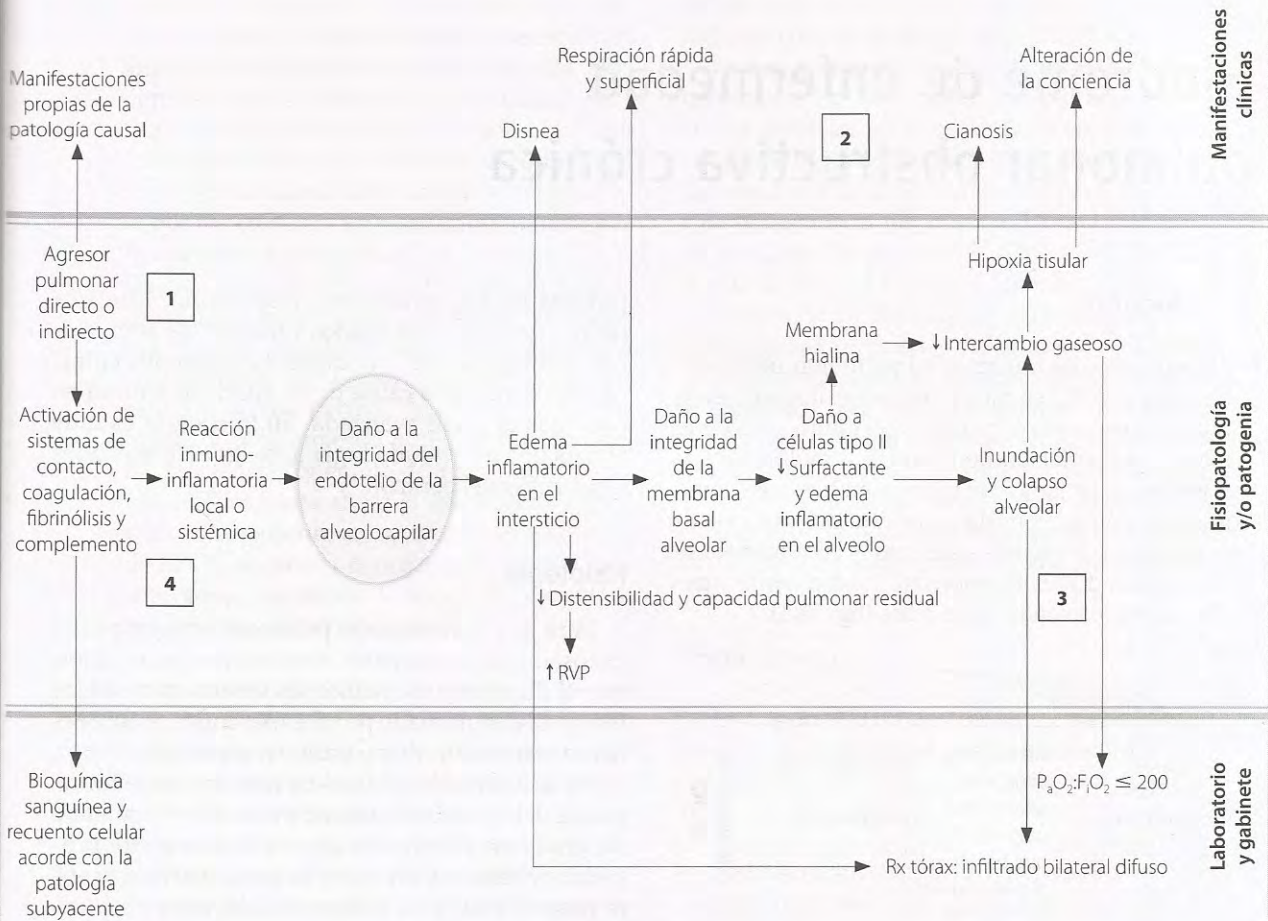 Manifestaciones
propias de la
patología causal
Respiración rápida
y superficial
Disnea
2
Alteración de
la conciencia
Cianosis
Manifestaciones
clínicas
Agresor
pulmonar
directo o
indirecto
1
Activación de
sistemas de
contacto,
coagulación,
fibrinólisis y
complemento
Reacción
inmuno-
inflamatoria
local o
sistémica
4
Daño a la
integridad del
endotelio de la
barrera
alveolocapilar
Edema
inflamatorio
en el
intersticio
Daño a la
integridad
de la
membrana
basal
alveolar
Membrana
hialina
Daño a
células tipo II
↓Surfactante
y edema
inflamatorio
en el alveolo
Hipoxia tisular
↓Intercambio gaseoso
Inundación
y colapso
alveolar
3
↓Distensibilidad y capacidad pulmonar residual
↑RVP
Fisiopatología
y/o patogenia
Bioquímica
sanguínea y
recuento celular
acorde con la
patología
subyacente
PaO2:FiO2 ≤ 200
Rx tórax: infiltrado bilateral difuso
Laboratorio
y gabinete